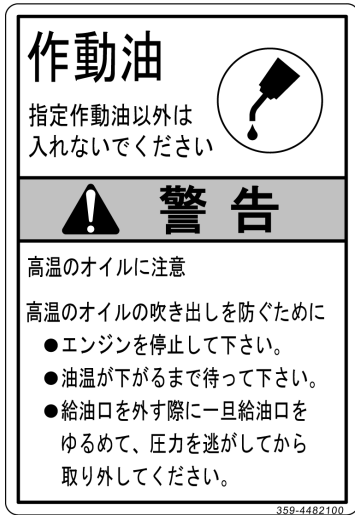 作動油
指定作動油以外は
入れないでください
警告
高温のオイルに注意
高温のオイルの吹き出しを防ぐために
●エンジンを停止して下さい。
●油温が下がるまで待って下さい。
●給油口を外す際に一旦給油口を
ゆるめて、圧力を逃がしてから
取り外してください。
359-4482100